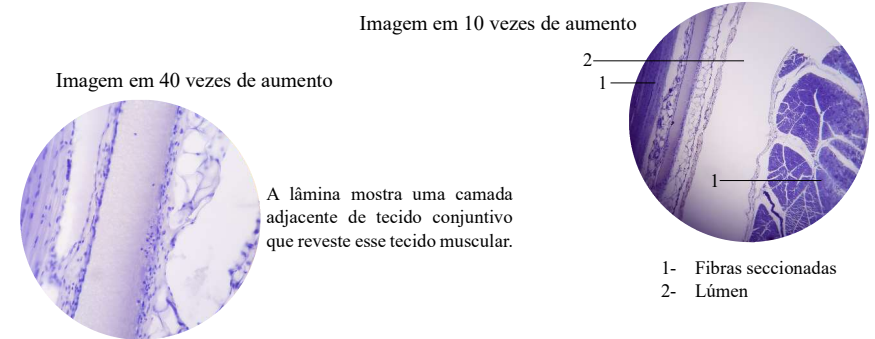 Imagem em 10 vezes de aumento
2
1
1
1- Fibras seccionadas
2- Lúmen
Imagem em 40 vezes de aumento
A lâmina mostra uma camada
adjacente de tecido conjuntivo
que reveste esse tecido muscular.